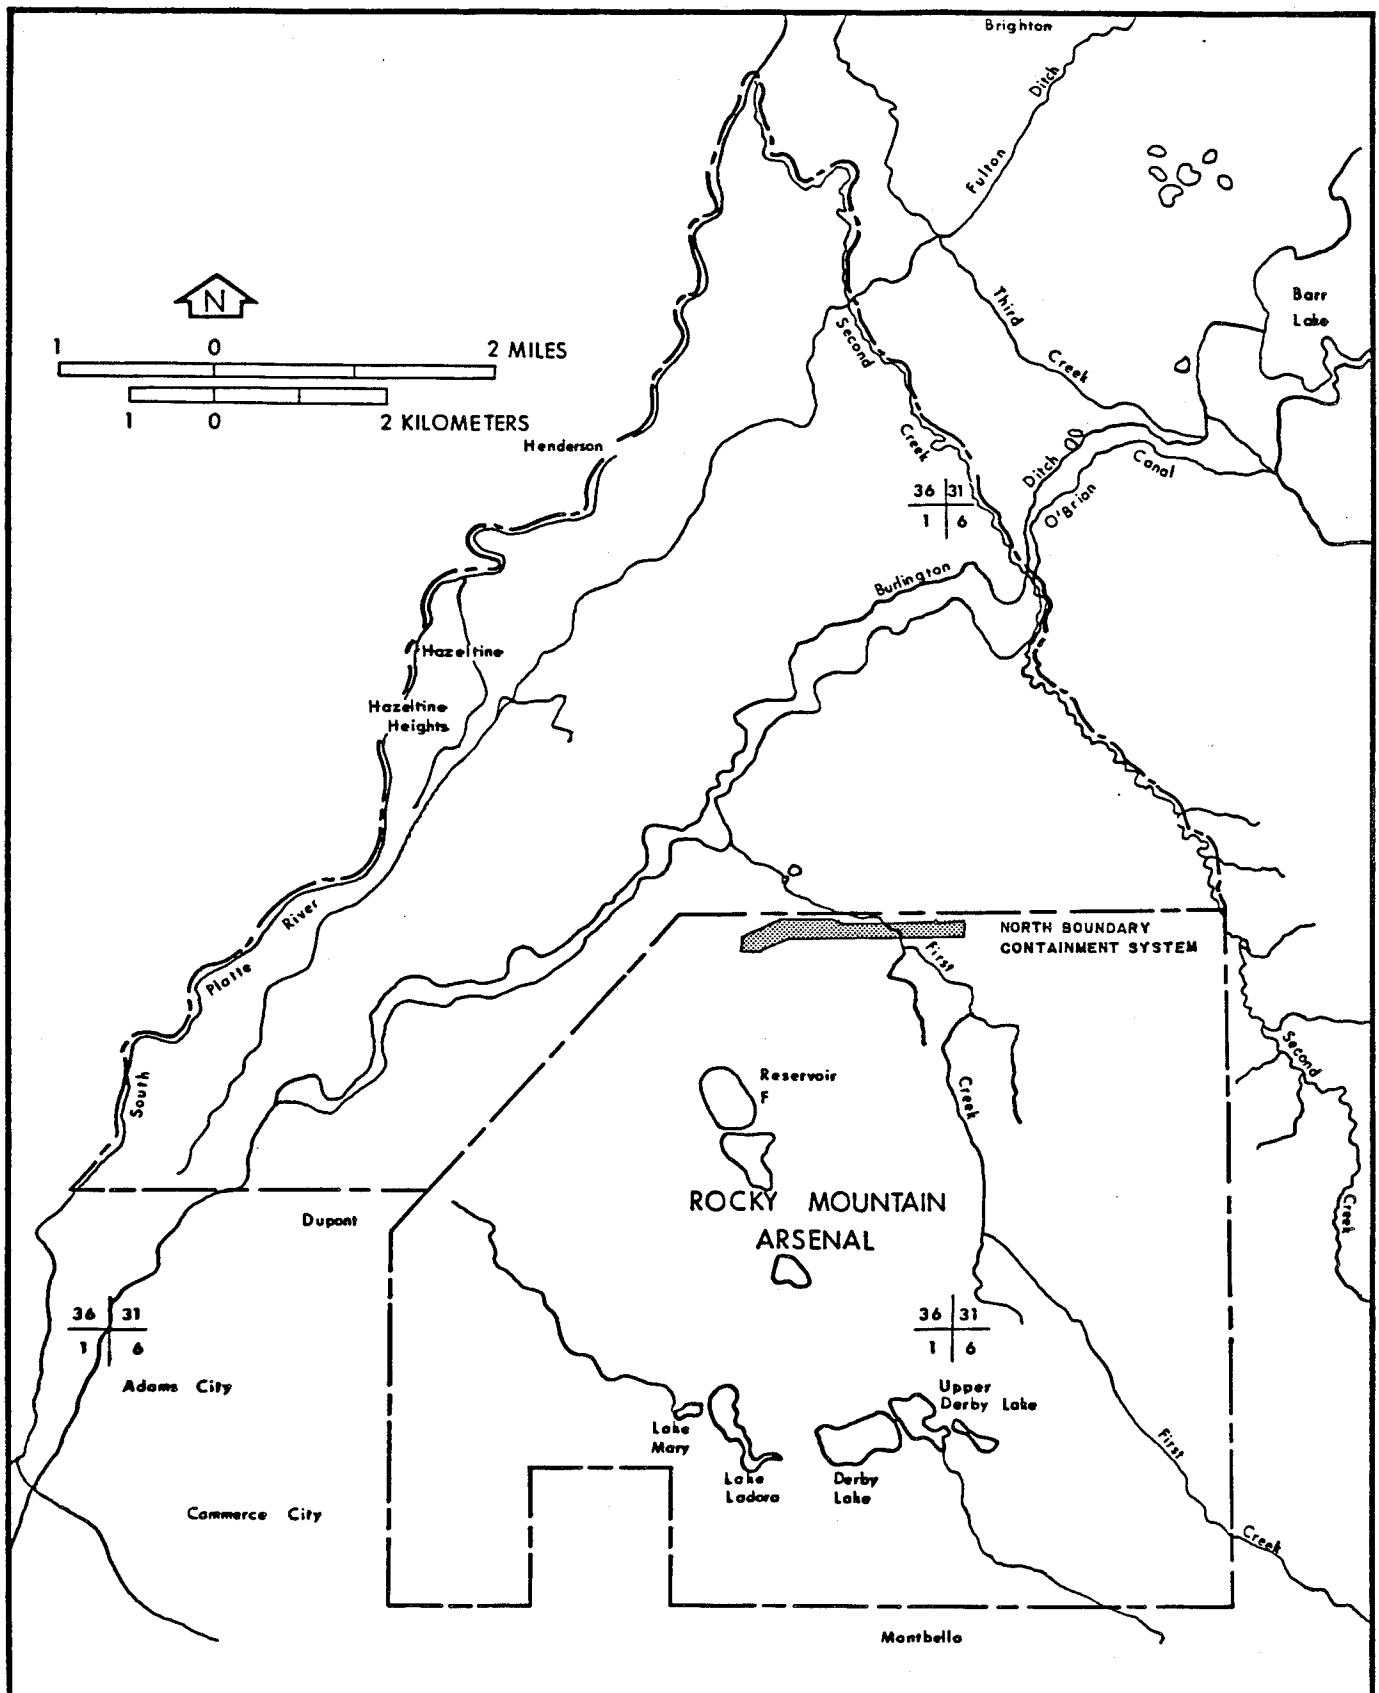 Brighton
Ditch
Fulton
Barr
Lake
Third
Creek
N
1 0 2 MILES
1 0 2 KILOMETERS
Second
Creek
Henderson
Ditch
Canal
O'Brian
36 31
1 6
Burlington
Hazeltine
Hazeltine
Heights
River
Platte
South
NORTH BOUNDARY
CONTAINMENT SYSTEM
First
Creek
Second
Creek
Reservoir
F
ROCKY MOUNTAIN
ARSENAL
Dupont
36 31
1 6
36 31
1 6
Adams City
Upper
Derby Lake
Lake
Mary
Lake
Ladora
Derby
Lake
First
Creek
Commerce City
Montbello